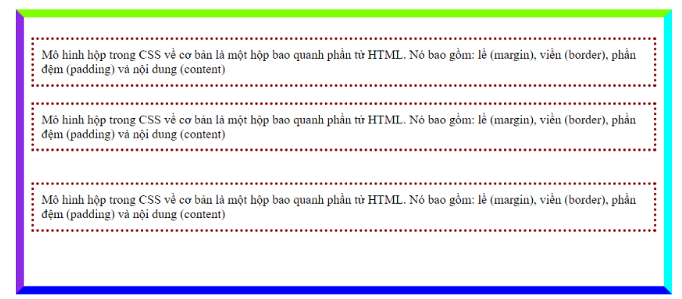 Mô hình hộp trong CSS về cơ bản là một hộp bao quanh phần tử HTML. Nó bao gồm: lề (margin), viền (border), phần
đệm (padding) và nội dung (content)
Mô hình hộp trong CSS về cơ bản là một hộp bao quanh phần tử HTML. Nó bao gồm: lề (margin), viền (border), phần
đệm (padding) và nội dung (content)
Mô hình hộp trong CSS về cơ bản là một hộp bao quanh phần tử HTML. Nó bao gồm: lề (margin), viền (border), phần
đệm (padding) và nội dung (content)